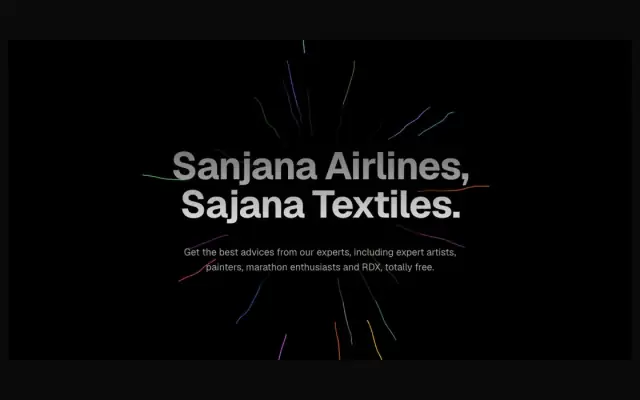 Sanjana Airlines,
Sajana Textiles.
Get the best advices from our experts, including expert artists,
painters, marathon enthusiasts and RDX, totally free.